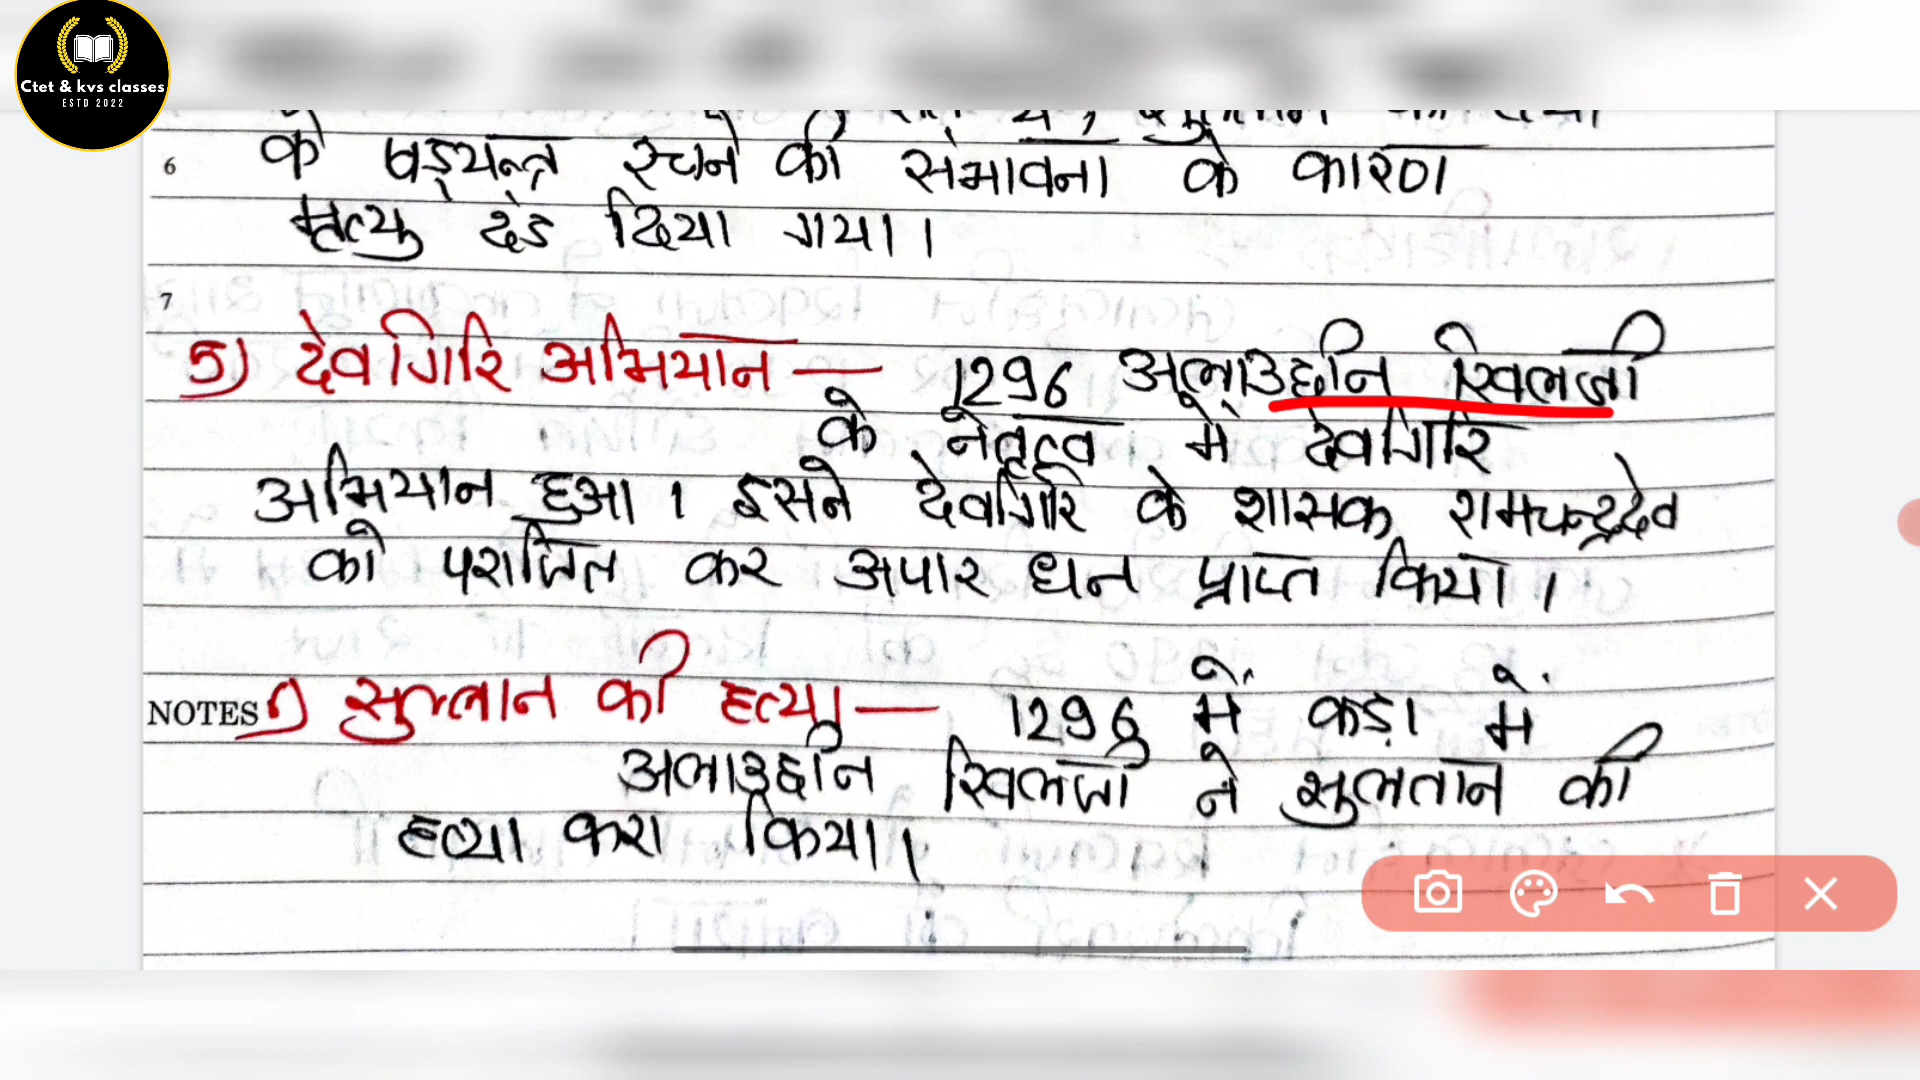 Ctet & kvs classes
ESTD 2022
6 के षड्यन्त्र रचने की संभावना के कारण
मृत्यु दंड दिया गया।
7
5) देवगिरि अभियान — 1296 अलाउद्दीन खिलजी
के नेतृत्व में देवगिरि
अभियान हुआ। इसने देवगिरि के शासक रामचन्द्रदेव
को पराजित कर अपार धन प्राप्त किया।
NOTES सुल्तान की हत्या — 1296 में कड़ा में
अलाउद्दीन खिलजी ने सुलतान की
हत्या करा किया।